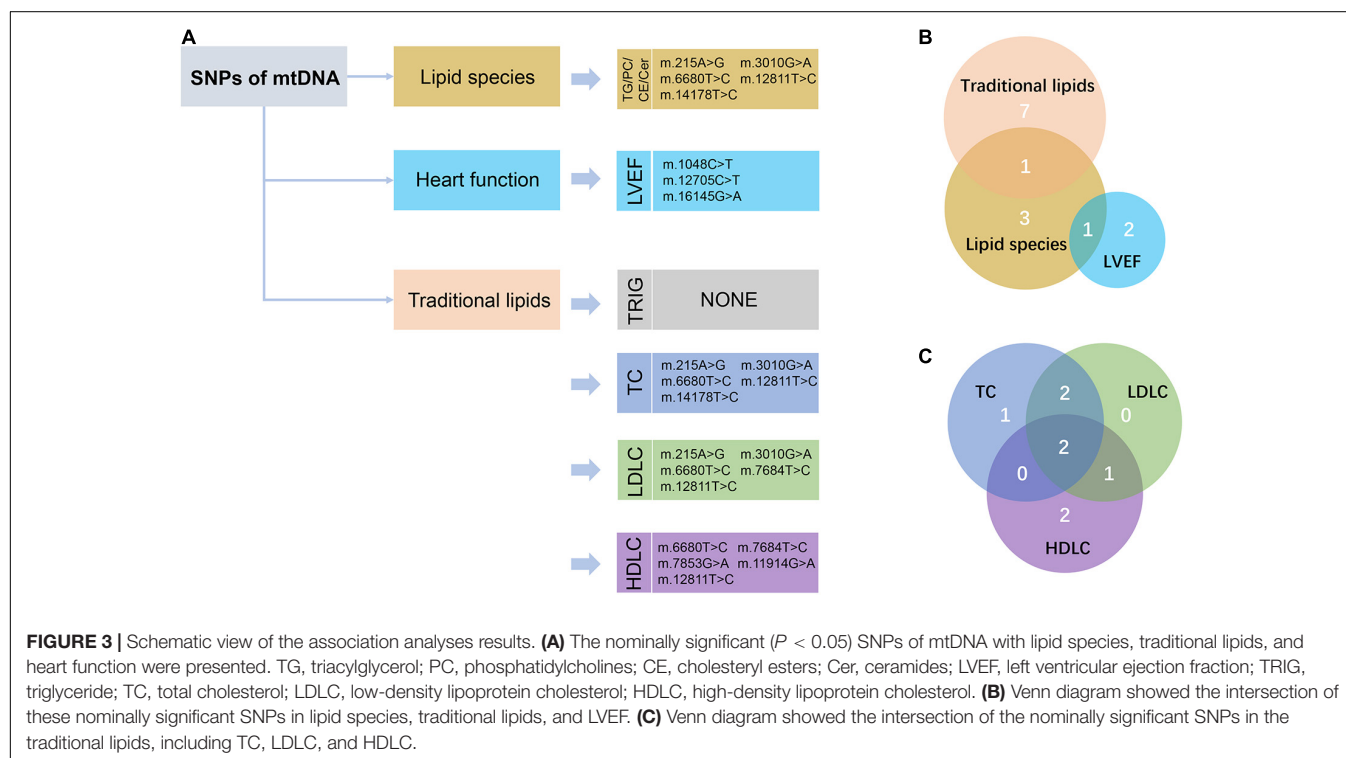 A
SNPs of mtDNA
Lipid species
TG/PC/
CE/Cer
m.215A>G m.3010G>A
m.6680T>C m.12811T>C
m.14178T>C
Heart function
LVEF
m.1048C>T
m.12705C>T
m.16145G>A
Traditional lipids
TRIG
NONE
TC
m.215A>G m.3010G>A
m.6680T>C m.12811T>C
m.14178T>C
LDLC
m.215A>G m.3010G>A
m.6680T>C m.7684T>C
m.12811T>C
HDLC
m.6680T>C m.7684T>C
m.7853G>A m.11914G>A
m.12811T>C
B
Traditional lipids
7
1
3
Lipid species
1 2
LVEF
C
TC
2
LDLC
1
0
2
0
1
2
HDLC
FIGURE 3 | Schematic view of the association analyses results. (A) The nominally significant (P < 0.05) SNPs of mtDNA with lipid species, traditional lipids, and
heart function were presented. TG, triacylglycerol; PC, phosphatidylcholines; CE, cholesteryl esters; Cer, ceramides; LVEF, left ventricular ejection fraction; TRIG,
triglyceride; TC, total cholesterol; LDLC, low-density lipoprotein cholesterol; HDLC, high-density lipoprotein cholesterol. (B) Venn diagram showed the intersection of
these nominally significant SNPs in lipid species, traditional lipids, and LVEF. (C) Venn diagram showed the intersection of the nominally significant SNPs in the
traditional lipids, including TC, LDLC, and HDLC.